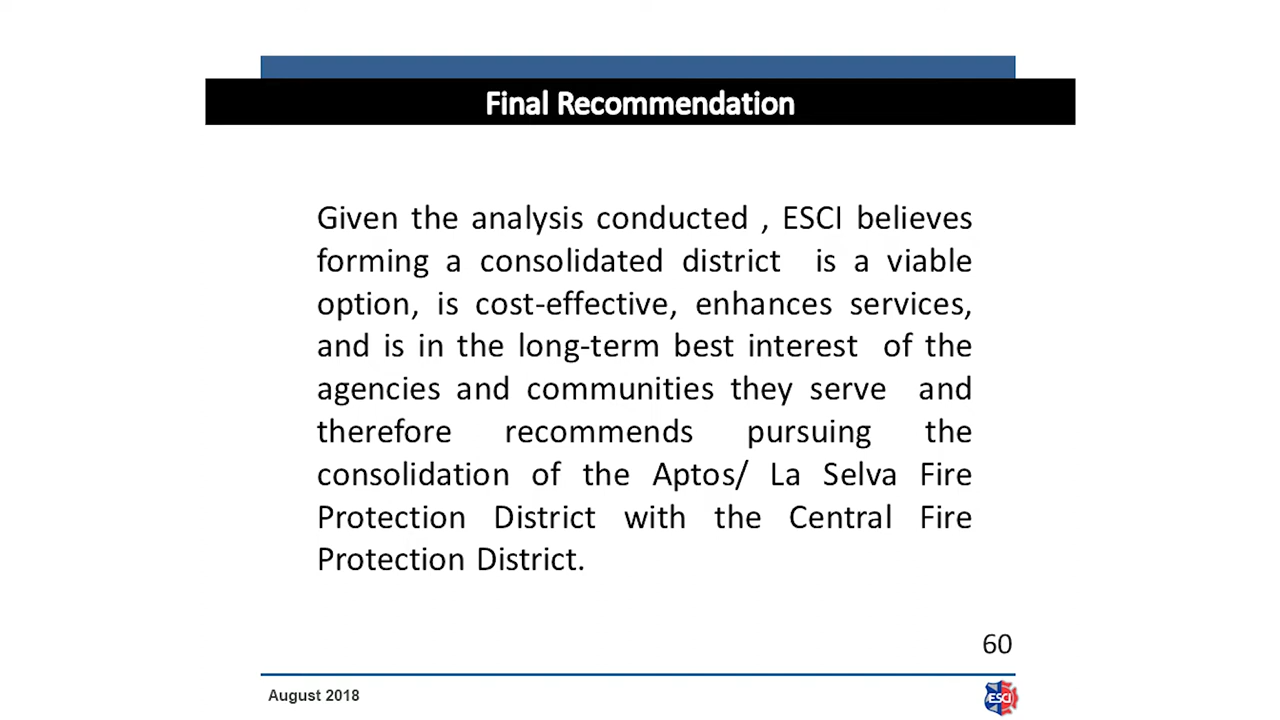 Final Recommendation
Given the analysis conducted , ESCI believes
forming a consolidated district is a viable
option, is cost-effective, enhances services,
and is in the long-term best interest of the
agencies and communities they serve and
therefore recommends pursuing the
consolidation of the Aptos/ La Selva Fire
Protection District with the Central Fire
Protection District.
60
August 2018
ESCI